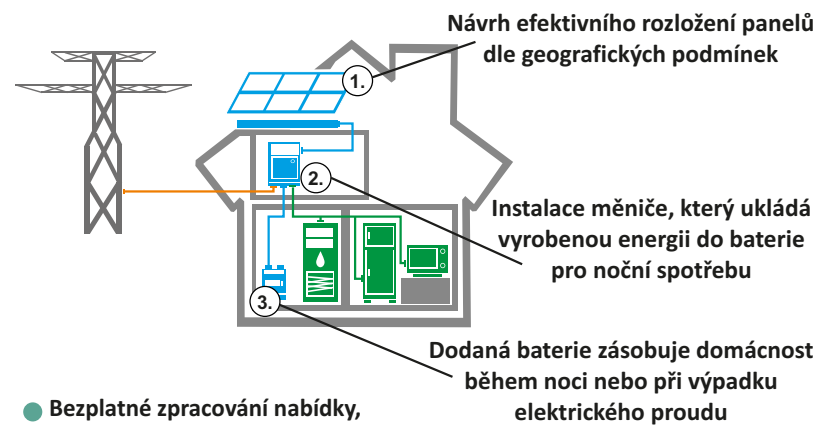 Návrh efektivního rozložení panelů
dle geografických podmínek
1.
2.
Instalace měniče, který ukládá
vyrobenou energii do baterie
pro noční spotřebu
3.
Dodaná baterie zásobuje domácnost
během noci nebo při výpadku
elektrického proudu
Bezplatné zpracování nabídky,